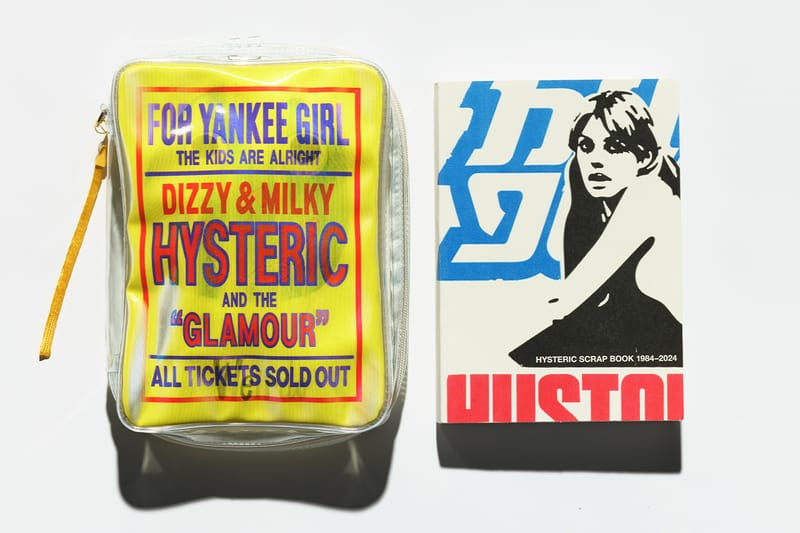 FOR YANKEE GIRL
THE KIDS ARE ALRIGHT
DIZZY & MILKY
HYSTERIC
AND THE
"GLAMOUR"
ALL TICKETS SOLD OUT
We
HYSTERIC SCRAP BOOK 1984–2024